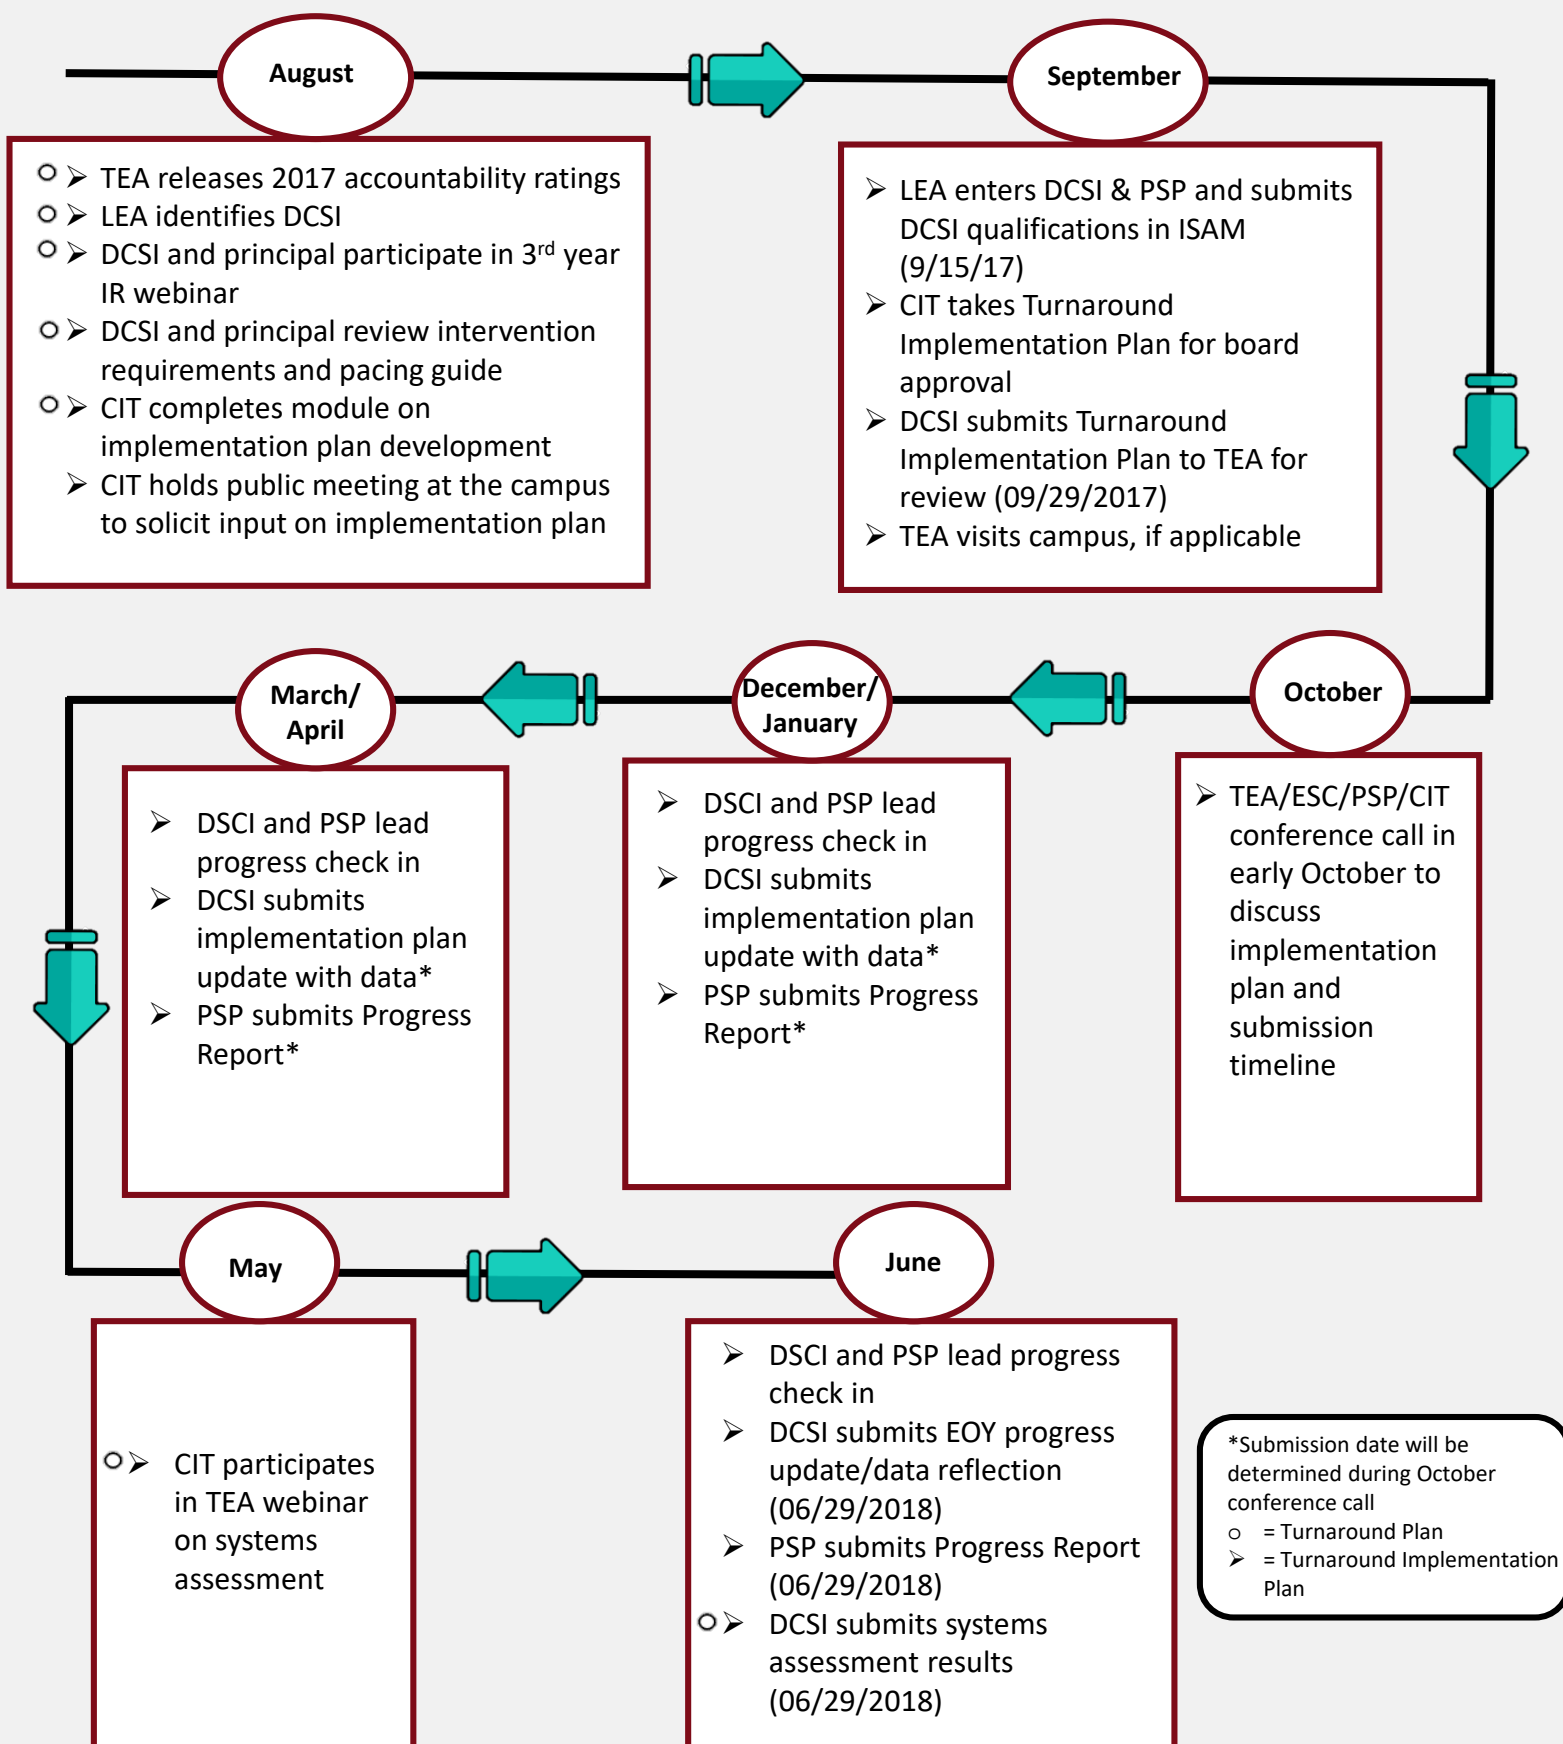 August
○ ➤ TEA releases 2017 accountability ratings
○ ➤ LEA identifies DCSI
○ ➤ DCSI and principal participate in 3rd year
IR webinar
○ ➤ DCSI and principal review intervention
requirements and pacing guide
○ ➤ CIT completes module on
implementation plan development
➤ CIT holds public meeting at the campus
to solicit input on implementation plan
September
➤ LEA enters DCSI & PSP and submits
DCSI qualifications in ISAM
(9/15/17)
➤ CIT takes Turnaround
Implementation Plan for board
approval
➤ DCSI submits Turnaround
Implementation Plan to TEA for
review (09/29/2017)
➤ TEA visits campus, if applicable
October
➤ TEA/ESC/PSP/CIT
conference call in
early October to
discuss
implementation
plan and
submission
timeline
December/
January
➤ DSCI and PSP lead
progress check in
➤ DCSI submits
implementation plan
update with data*
➤ PSP submits Progress
Report*
March/
April
➤ DSCI and PSP lead
progress check in
➤ DCSI submits
implementation plan
update with data*
➤ PSP submits Progress
Report*
May
○ ➤ CIT participates
in TEA webinar
on systems
assessment
June
➤ DSCI and PSP lead progress
check in
➤ DCSI submits EOY progress
update/data reflection
(06/29/2018)
➤ PSP submits Progress Report
(06/29/2018)
○ ➤ DCSI submits systems
assessment results
(06/29/2018)
*Submission date will be
determined during October
conference call
○ = Turnaround Plan
➤ = Turnaround Implementation
Plan